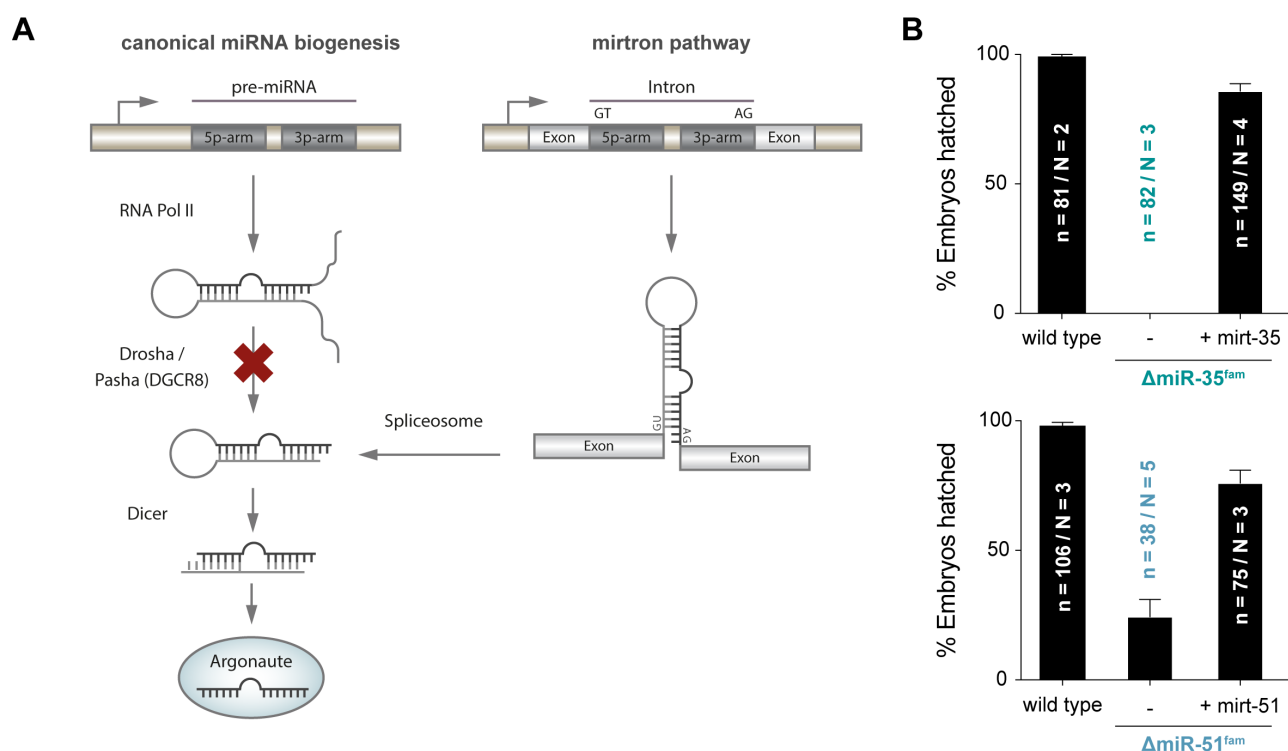 A
canonical miRNA biogenesis
pre-miRNA
5p-arm
3p-arm
RNA Pol II
Drosha /
Pasha (DGCR8)
Dicer
Argonaute
mirtron pathway
Intron
GT
AG
Exon
5p-arm
3p-arm
Exon
GU
AG
Exon
Exon
Spliceosome
B
% Embryos hatched
100
50
0
n = 81 / N = 2
n = 82 / N = 3
n = 149 / N = 4
wild type
-
+ mirt-35
ΔmiR-35fam
% Embryos hatched
100
50
0
n = 106 / N = 3
n = 38 / N = 5
n = 75 / N = 3
wild type
-
+ mirt-51
ΔmiR-51fam